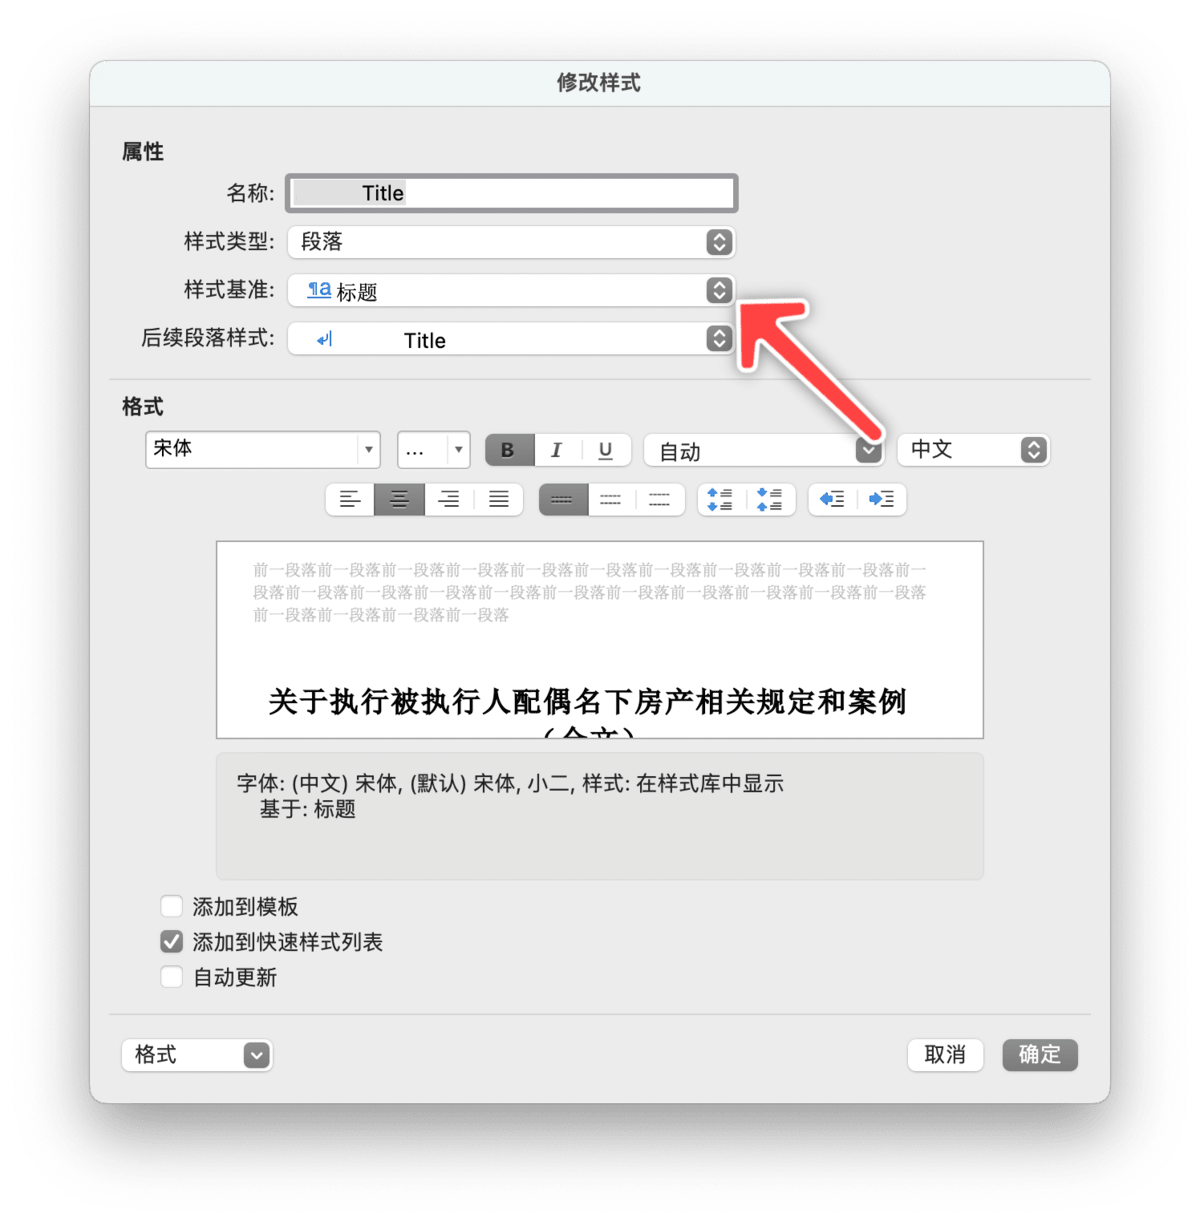 修改样式
属性
名称: Title
样式类型: 段落
样式基准: ¶a 标题
后续段落样式: Title
格式
宋体 ... B I U 自动 中文
前一段落前一段落前一段落前一段落前一段落前一段落前一段落前一段落前一段落前一段落前一
段落前一段落前一段落前一段落前一段落前一段落前一段落前一段落前一段落前一段落前一段落
前一段落前一段落前一段落前一段落
关于执行被执行人配偶名下房产相关规定和案例
字体: (中文) 宋体, (默认) 宋体, 小二, 样式: 在样式库中显示
基于: 标题
添加到模板
添加到快速样式列表
自动更新
格式 取消 确定